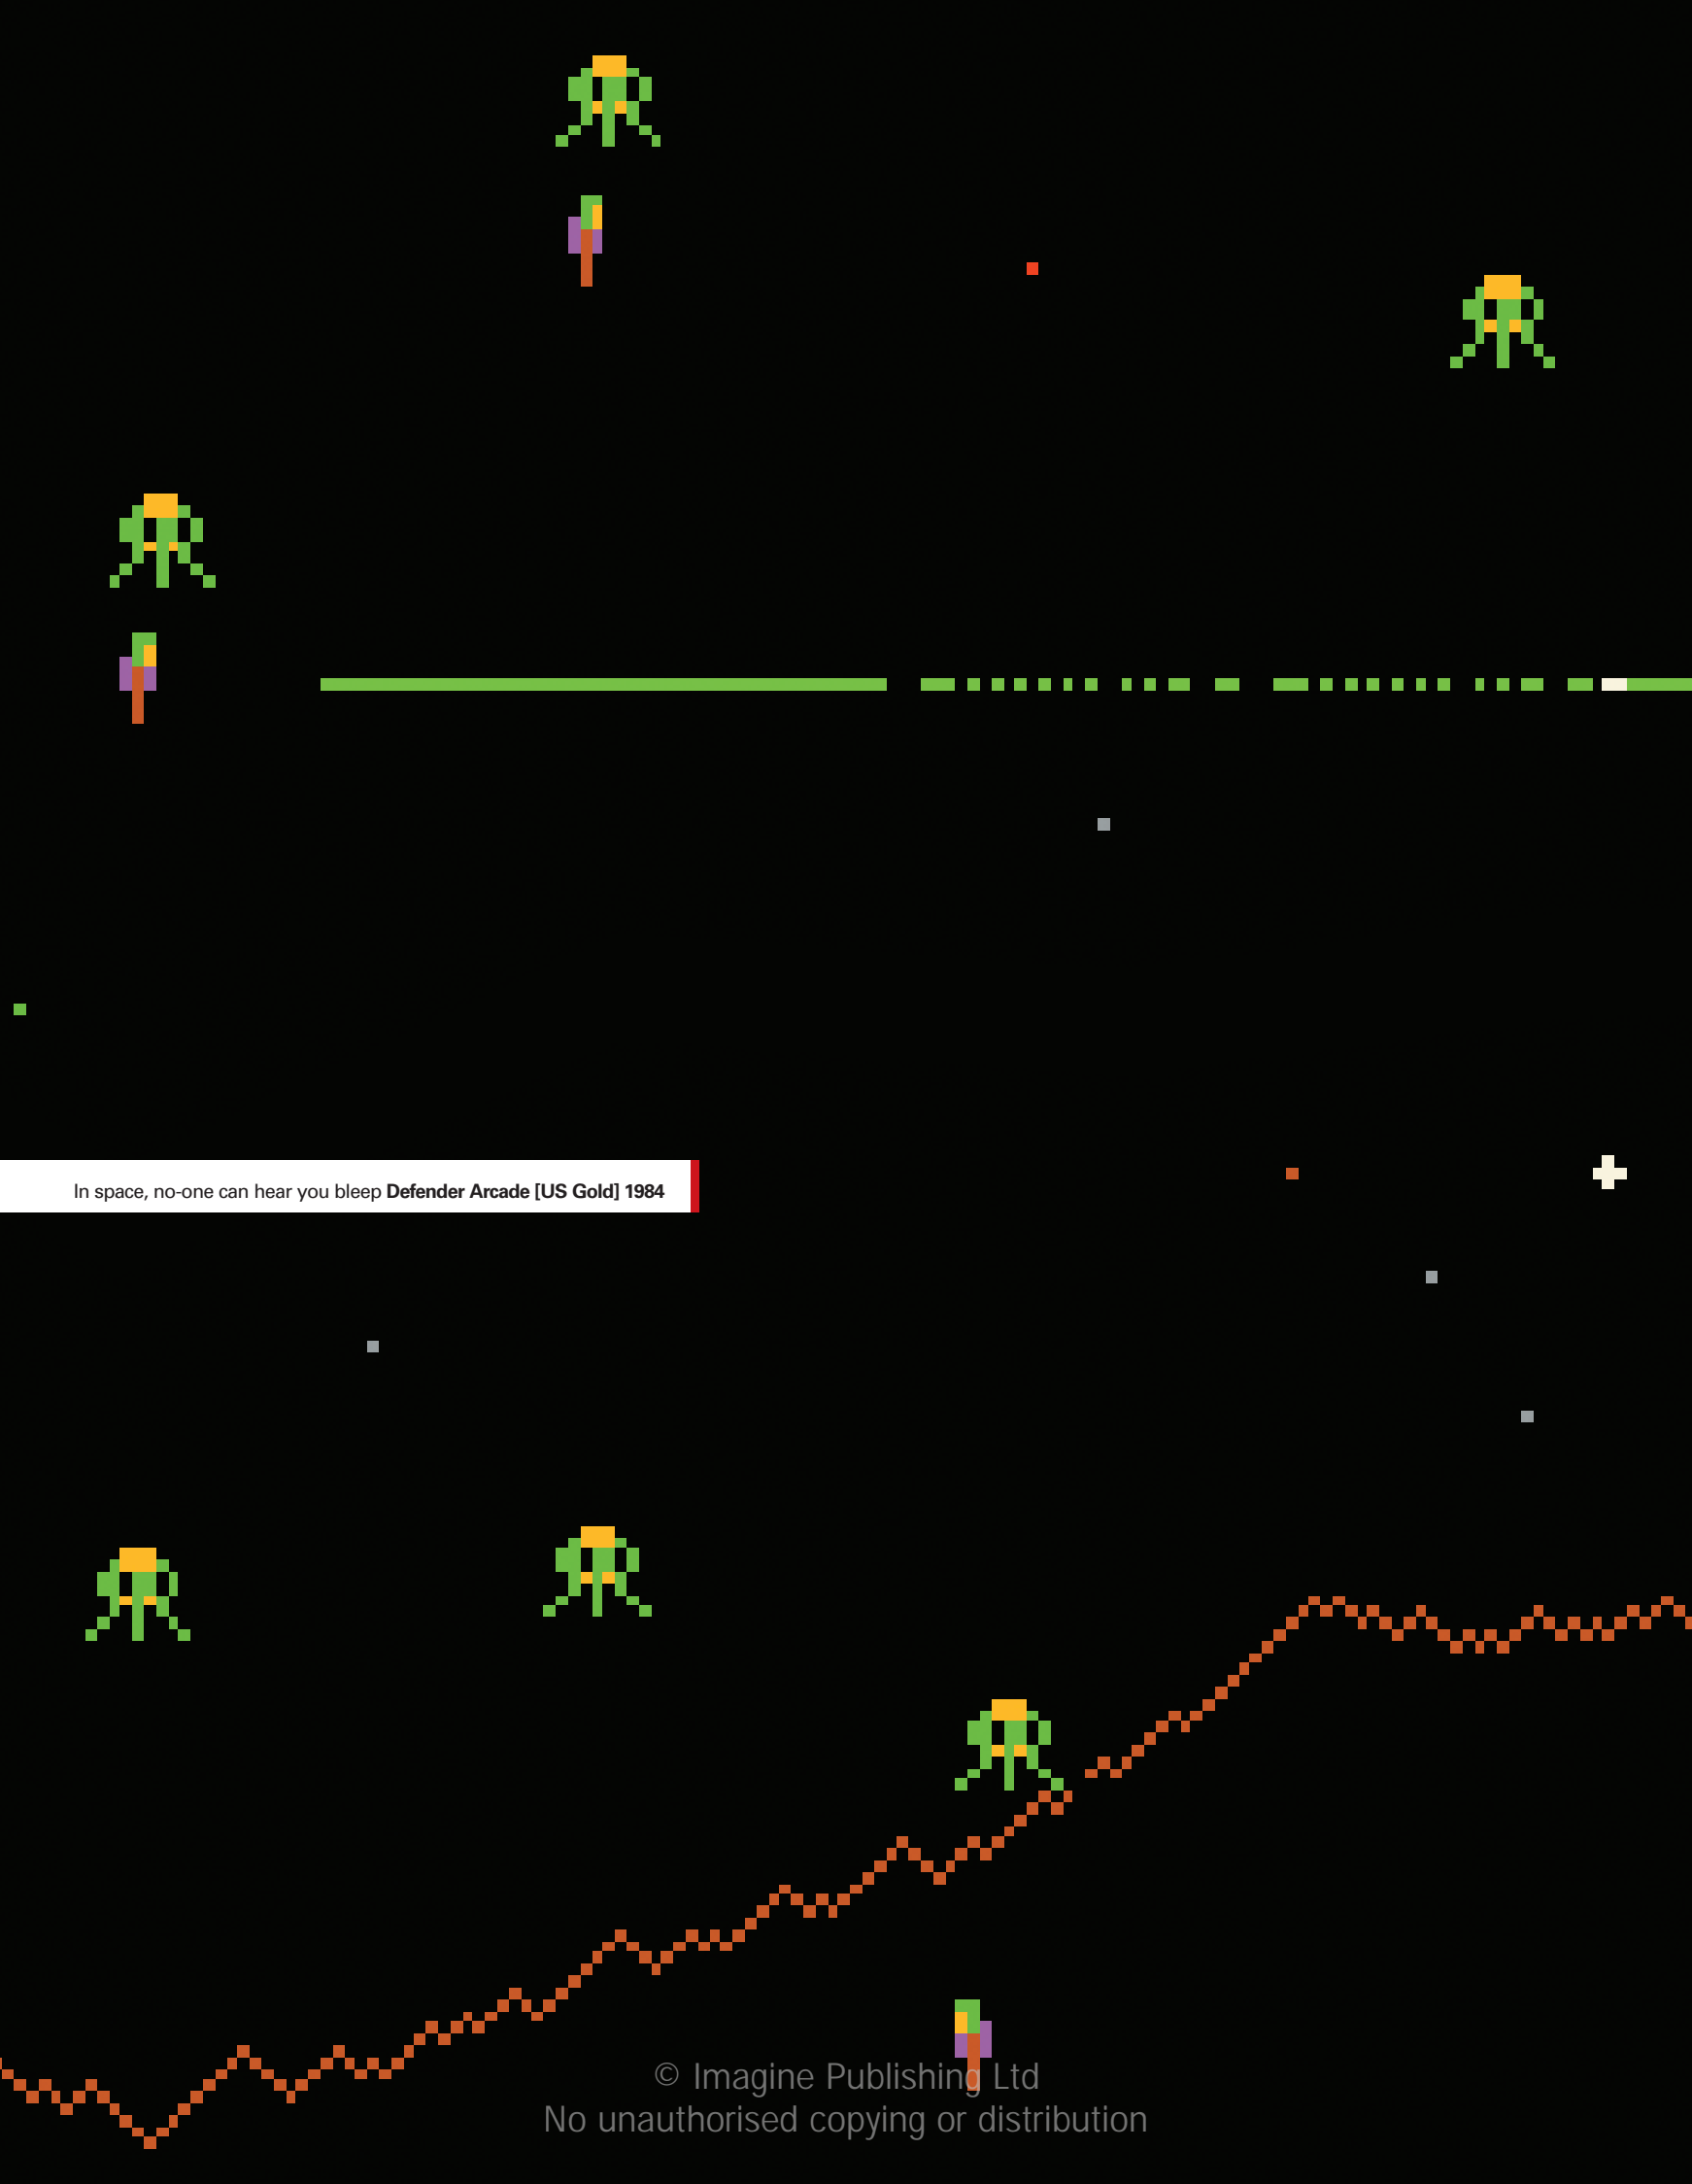 In space, no-one can hear you bleep Defender Arcade [US Gold] 1984
© Imagine Publishing Ltd
No unauthorised copying or distribution